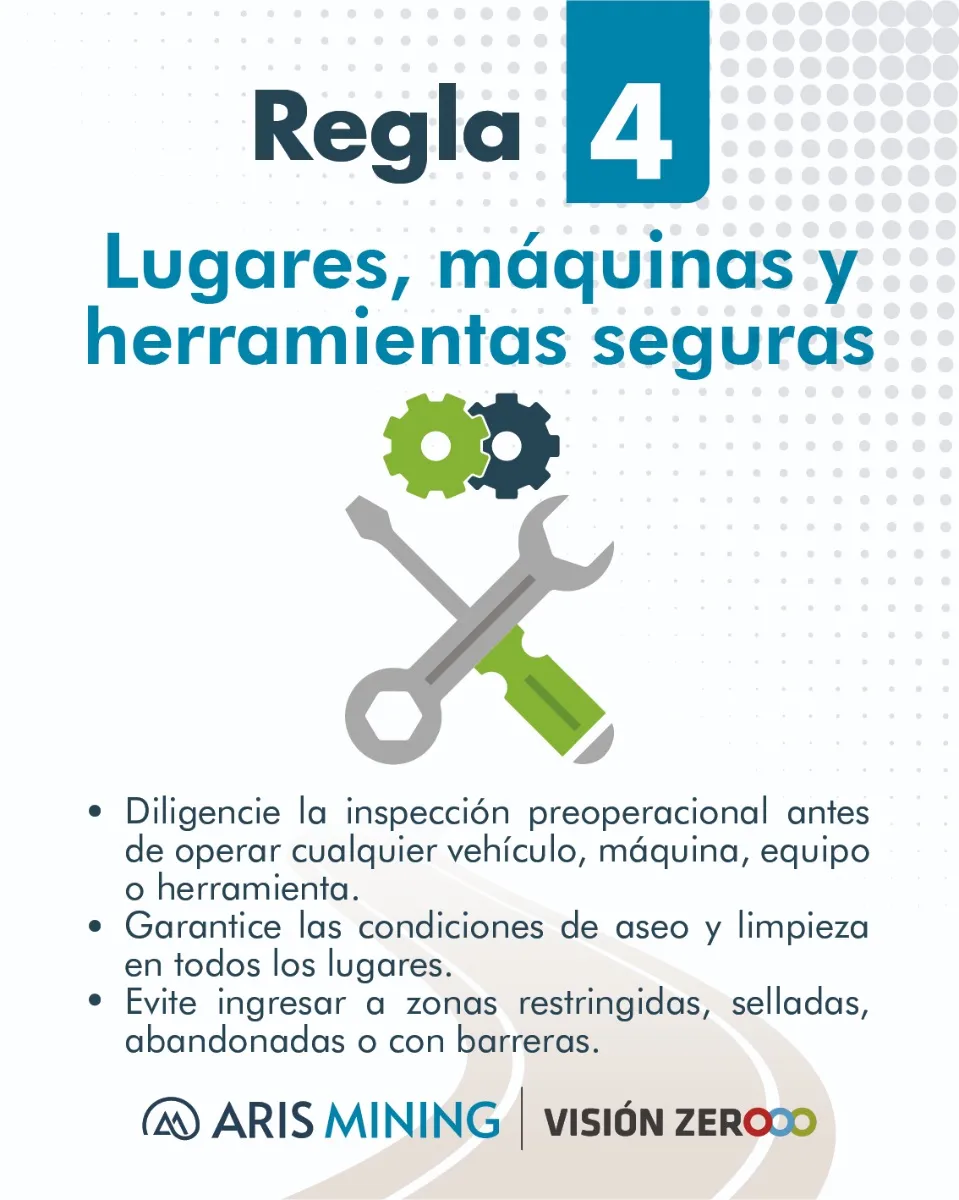 Regla 4
Lugares, máquinas y
herramientas seguras
• Diligencie la inspección preoperacional antes
de operar cualquier vehículo, máquina, equipo
o herramienta.
• Garantice las condiciones de aseo y limpieza
en todos los lugares.
• Evite ingresar a zonas restringidas, selladas,
abandonadas o con barreras.
ARIS MINING | VISIÓN ZEROOO